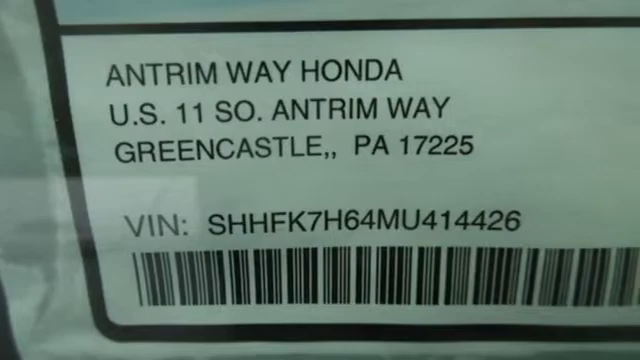 ANTRIM WAY HONDA
U.S. 11 SO. ANTRIM WAY
GREENCASTLE,, PA 17225
VIN: SHHFK7H64MU414426